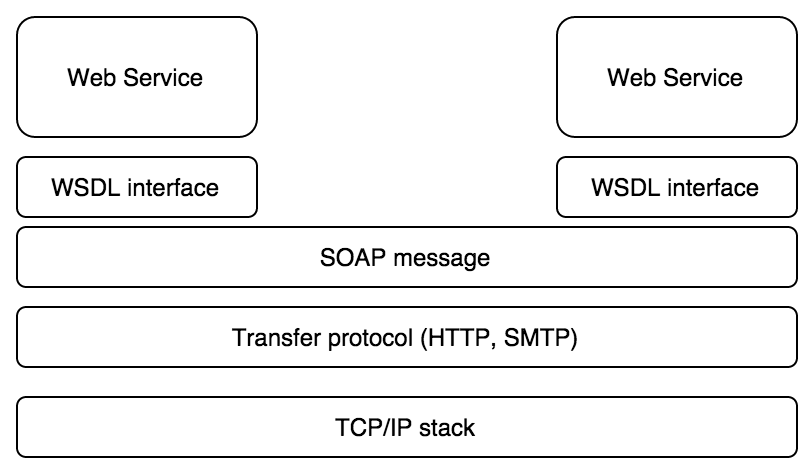 Web Service
Web Service
WSDL interface
WSDL interface
SOAP message
Transfer protocol (HTTP, SMTP)
TCP/IP stack